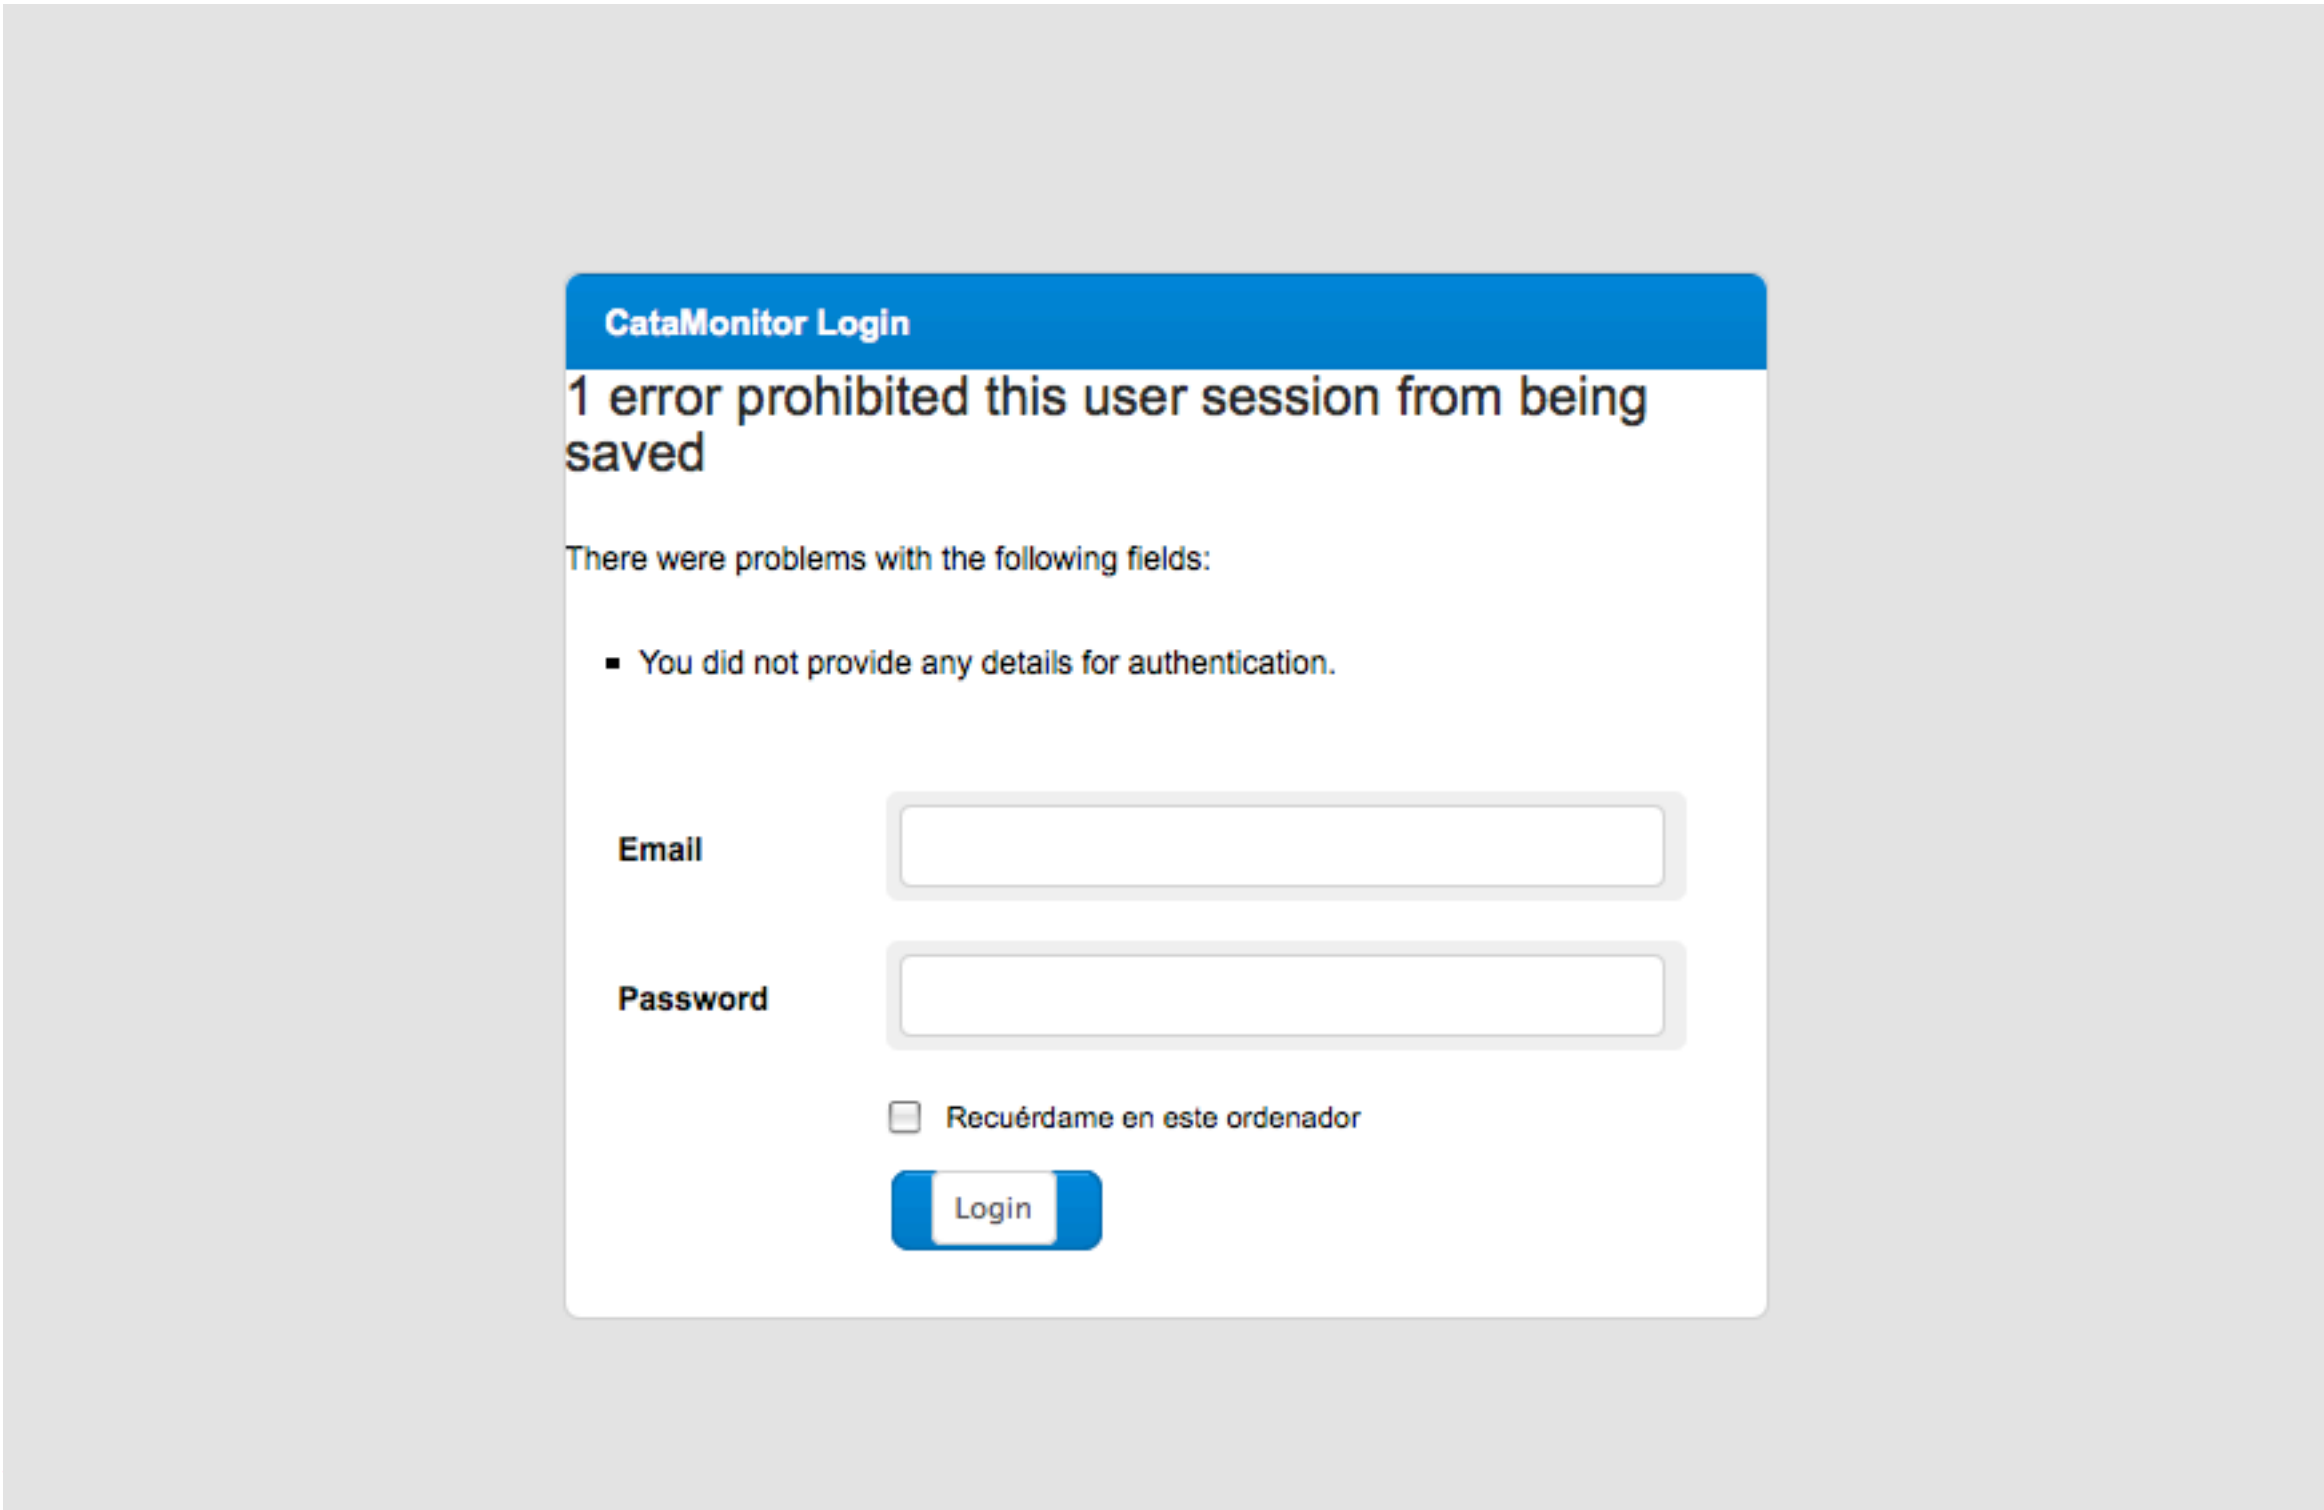 CataMonitor Login
1 error prohibited this user session from being
saved
There were problems with the following fields:
You did not provide any details for authentication.
Email
Password
Recuérdame en este ordenador
Login